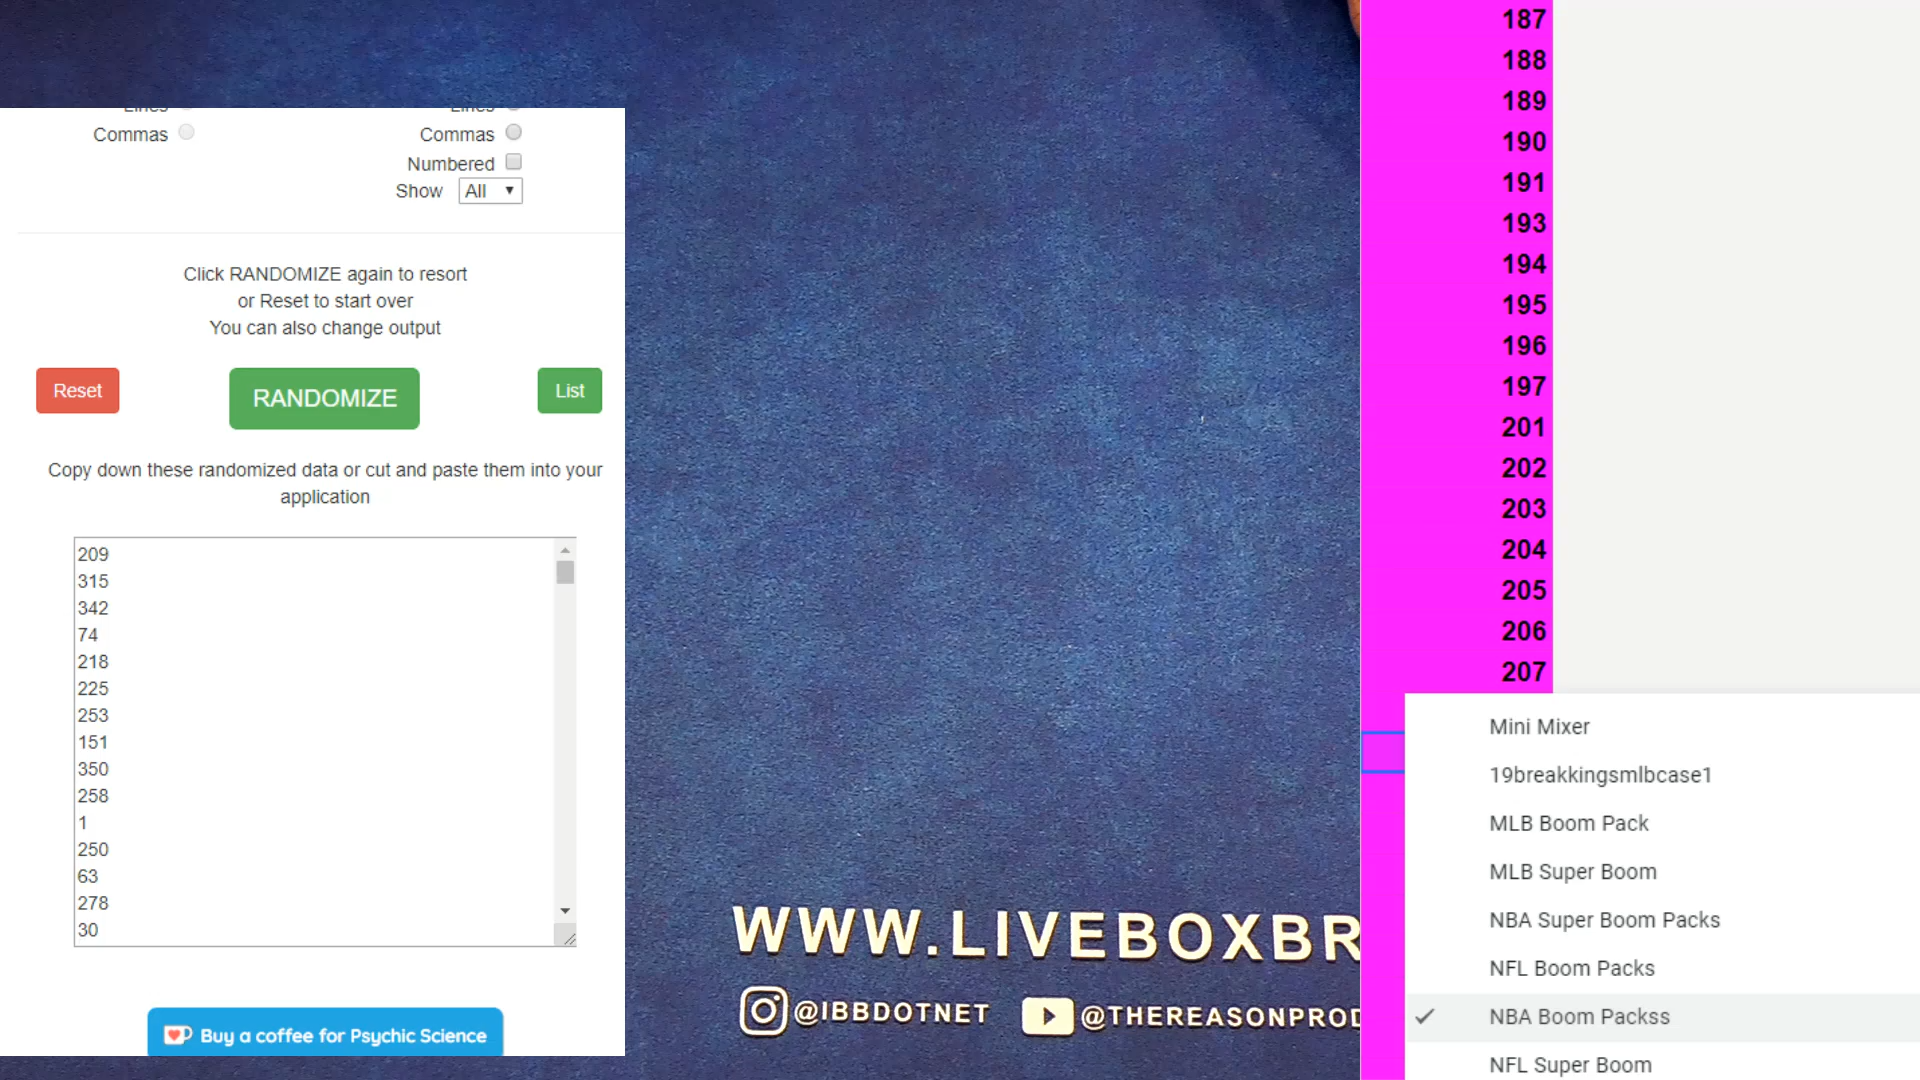 Commas
Commas
Numbered
Show All
Click RANDOMIZE again to resort
or Reset to start over
You can also change output
Reset
RANDOMIZE
List
Copy down these randomized data or cut and paste them into your
application
209
315
342
74
218
225
253
151
350
258
1
250
63
278
30
Buy a coffee for Psychic Science
WWW.LIVEBOXBR
@IBBDOTNET
@THEREASONPROD
187
188
189
190
191
193
194
195
196
197
201
202
203
204
205
206
207
Mini Mixer
19breakkingsmlbcase1
MLB Boom Pack
MLB Super Boom
NBA Super Boom Packs
NFL Boom Packs
NBA Boom Packss
NFL Super Boom